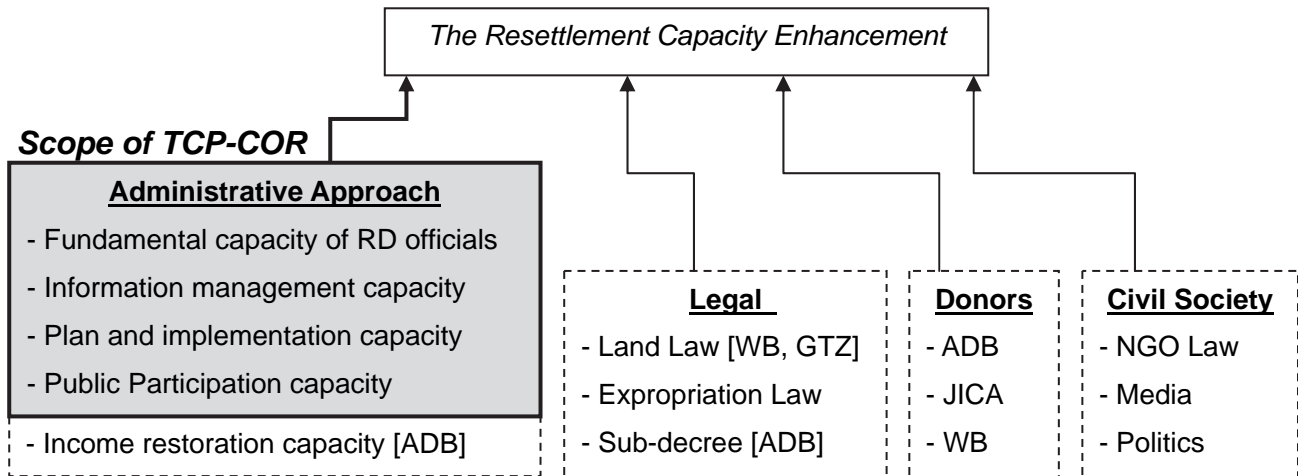 The Resettlement Capacity Enhancement
Scope of TCP-COR
Administrative Approach
- Fundamental capacity of RD officials
- Information management capacity
- Plan and implementation capacity
- Public Participation capacity
- Income restoration capacity [ADB]
Legal
- Land Law [WB, GTZ]
- Expropriation Law
- Sub-decree [ADB]
Donors
- ADB
- JICA
- WB
Civil Society
- NGO Law
- Media
- Politics